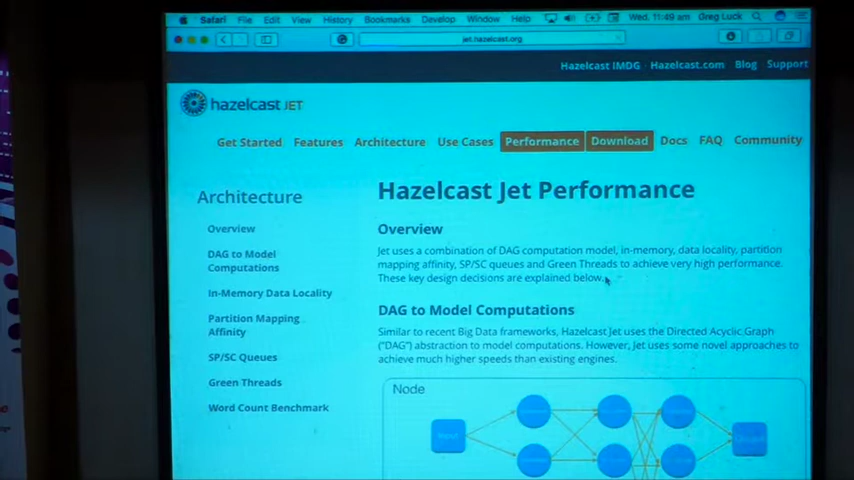 Safari File Edit View History Bookmarks Develop Window Help Wed. 11:49 am Greg Luck
jet.hazelcast.org
Hazelcast IMDG Hazelcast.com Blog Support
hazelcast JET
Get Started Features Architecture Use Cases Performance Download Docs FAQ Community
Architecture
Overview
DAG to Model
Computations
In-Memory Data Locality
Partition Mapping
Affinity
SP/SC Queues
Green Threads
Word Count Benchmark
Hazelcast Jet Performance
Overview
Jet uses a combination of DAG computation model, in-memory, data locality, partition
mapping affinity, SP/SC queues and Green Threads to achieve very high performance.
These key design decisions are explained below.
DAG to Model Computations
Similar to recent Big Data frameworks, Hazelcast Jet uses the Directed Acyclic Graph
("DAG") abstraction to model computations. However, Jet uses some novel approaches to
achieve much higher speeds than existing engines.
Node
Input